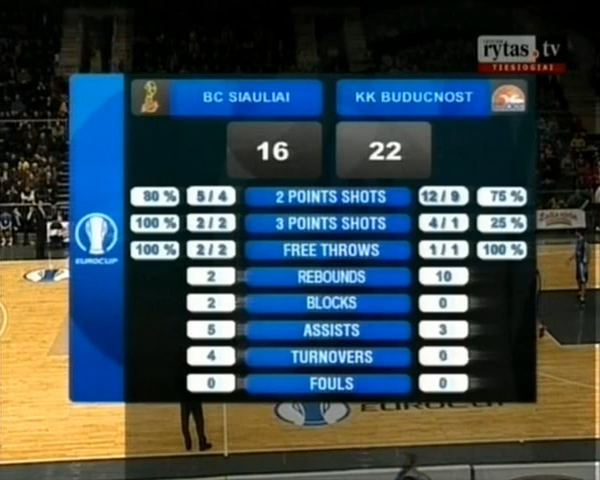 lietuvos
rytas.tv
TIESIOGIAI
BC SIAULIAI KK BUDUCNOST
16 22
80 % 5 / 4 2 POINTS SHOTS 12 / 9 75 %
100 % 2 / 2 3 POINTS SHOTS 4 / 1 25 %
100 % 2 / 2 FREE THROWS 1 / 1 100 %
2 REBOUNDS 10
2 BLOCKS 0
5 ASSISTS 3
4 TURNOVERS 0
0 FOULS 0
EUROCUP
EUROCUP